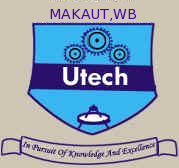 MAKAUT,WB
Utech
In Pursuit Of Knowledge And Excellence